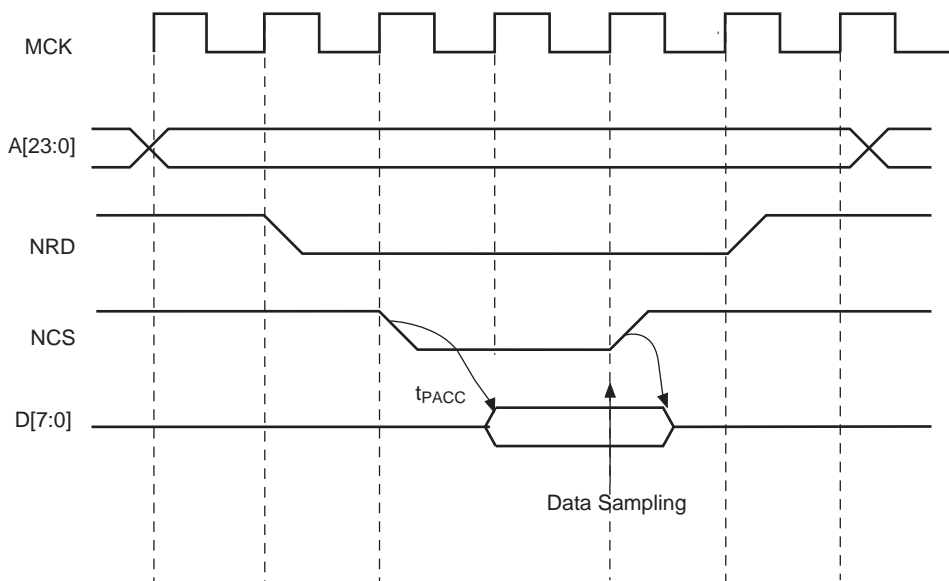 MCK
A[23:0]
NRD
NCS
tPACC
D[7:0]
Data Sampling